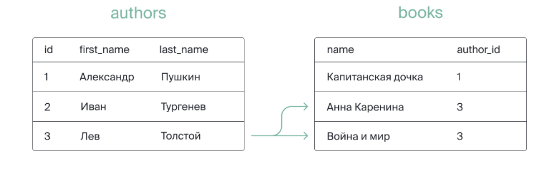 authors
id first_name last_name
1 Александр Пушкин
2 Иван Тургенев
3 Лев Толстой
books
name author_id
Капитанская дочка 1
Анна Каренина 3
Война и мир 3